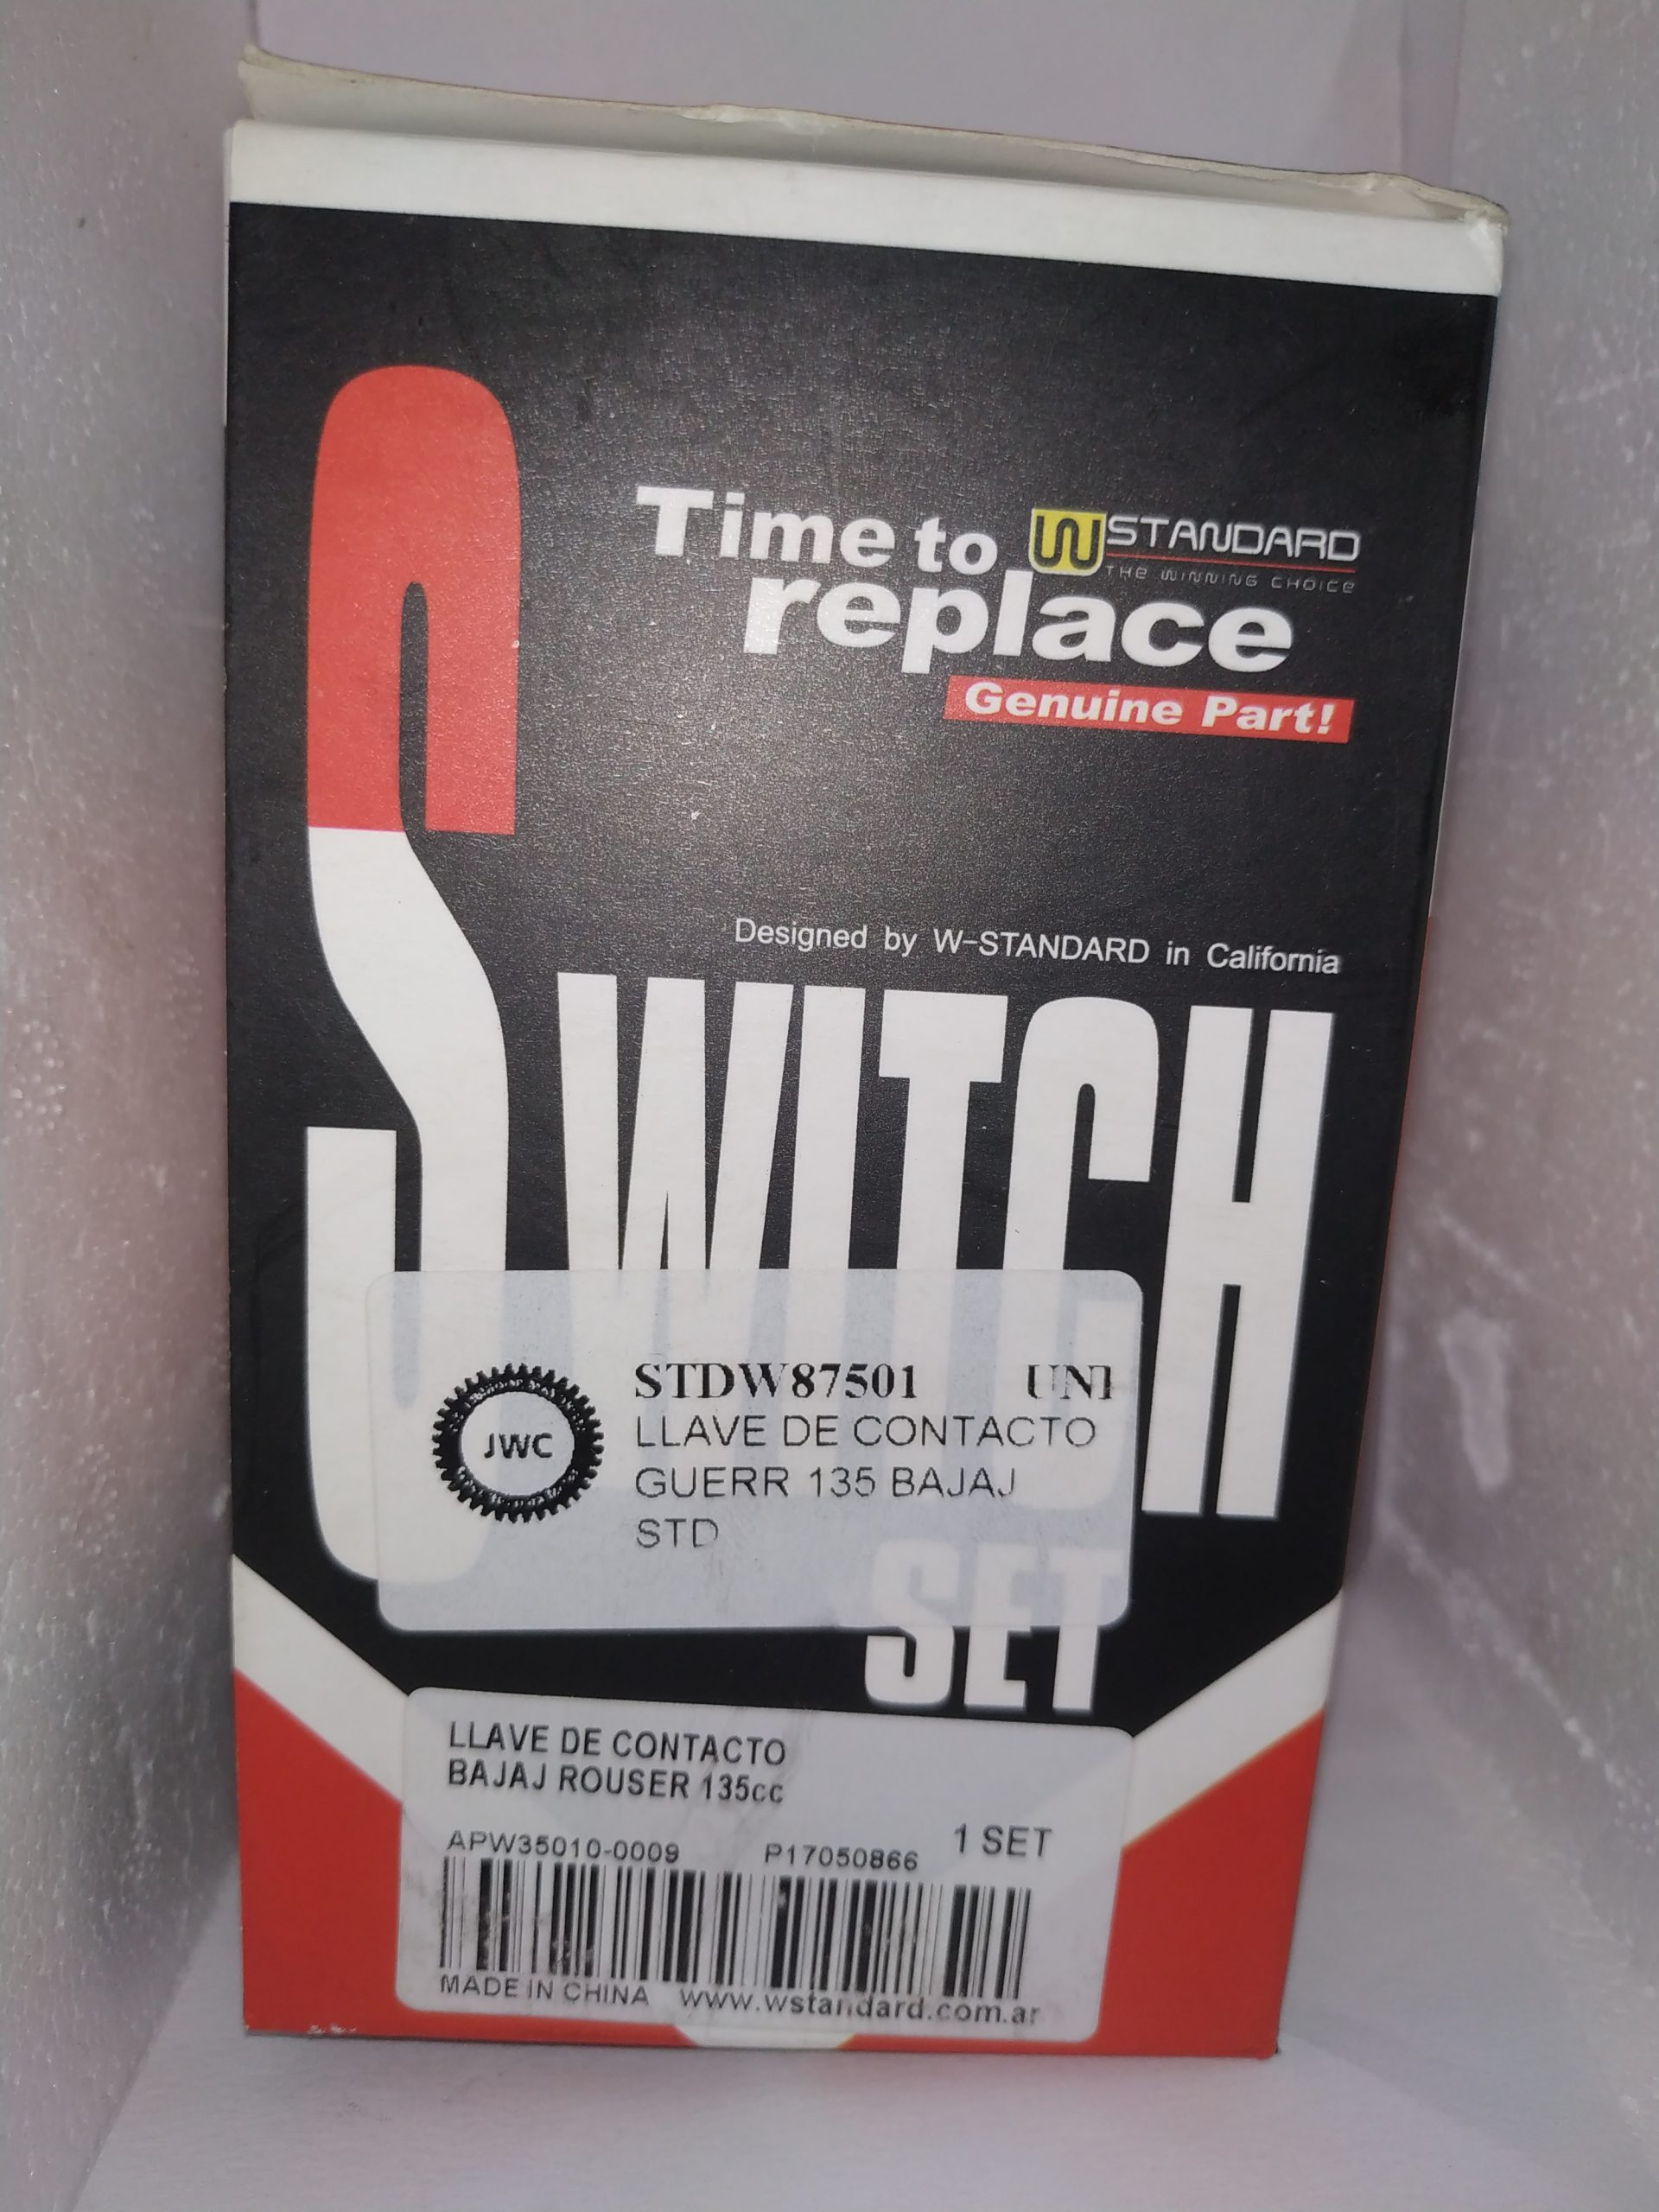 Time to
W STANDARD
THE WINNING CHOICE
replace
Genuine Part!
Designed by W-STANDARD in California
SWITCH
SET
STDW87501 UNI
JWC
LLAVE DE CONTACTO
GUERR 135 BAJAJ
STD
LLAVE DE CONTACTO
BAJAJ ROUSER 135cc
APW35010-0009 P17050866 1 SET
MADE IN CHINA www.wstandard.com.ar